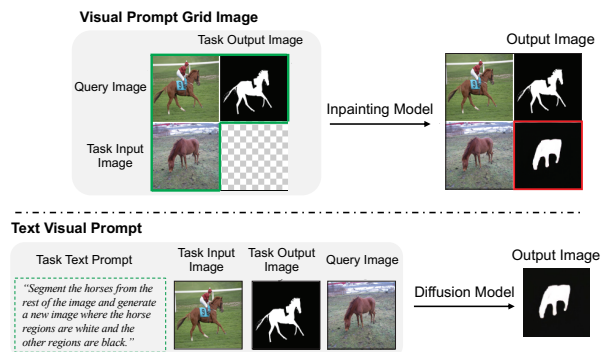 Visual Prompt Grid Image
Task Output Image
Output Image
Query Image
Inpainting Model
Task Input
Image
Text Visual Prompt
Task Text Prompt
Task Input
Image
Task Output
Image
Query Image
Output Image
“Segment the horses from the
rest of the image and generate
a new image where the horse
regions are white and the
other regions are black.”
Diffusion Model